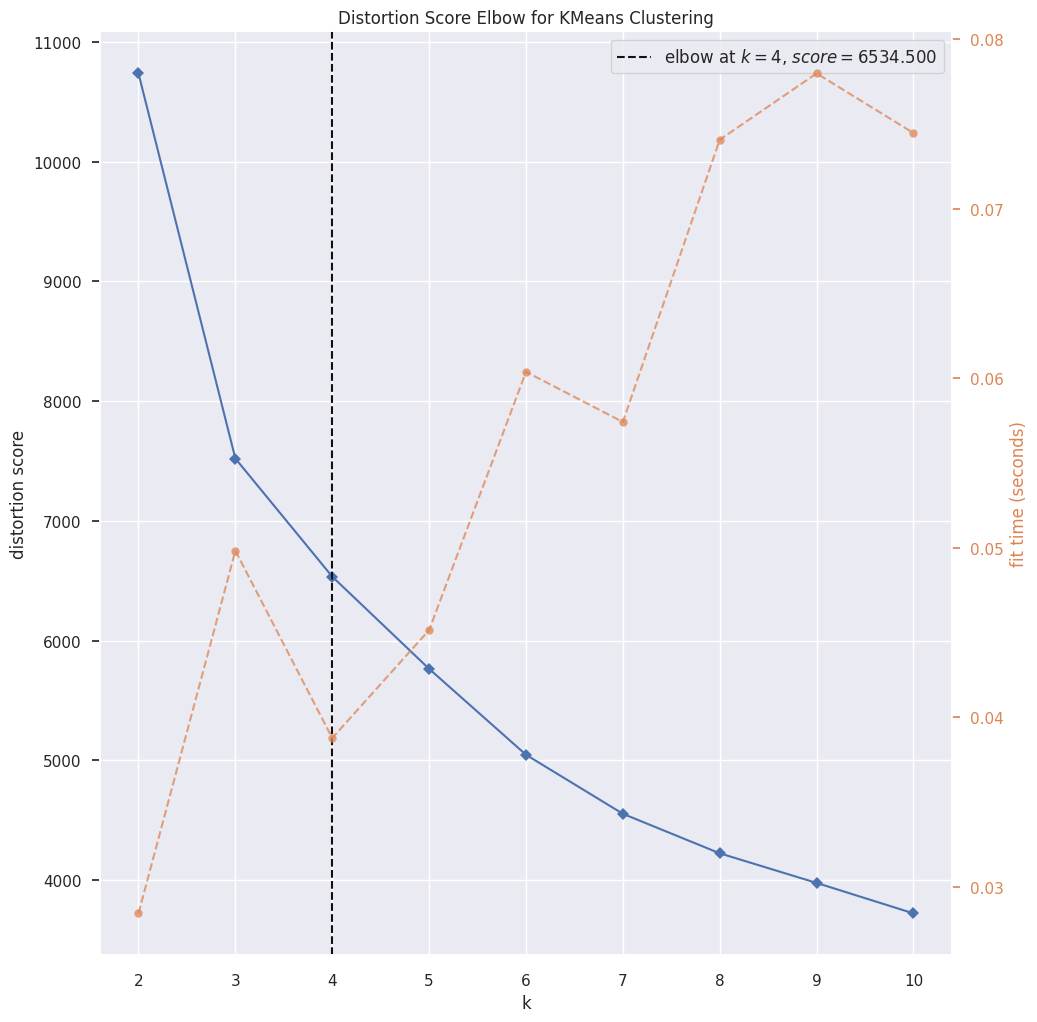 Distortion Score Elbow for KMeans Clustering
elbow at k = 4, score = 6534.500
distortion score
11000
10000
9000
8000
7000
6000
5000
4000
0.08
0.07
0.06
0.05
0.04
0.03
fit time (seconds)
2 3 4 5 6 7 8 9 10
k